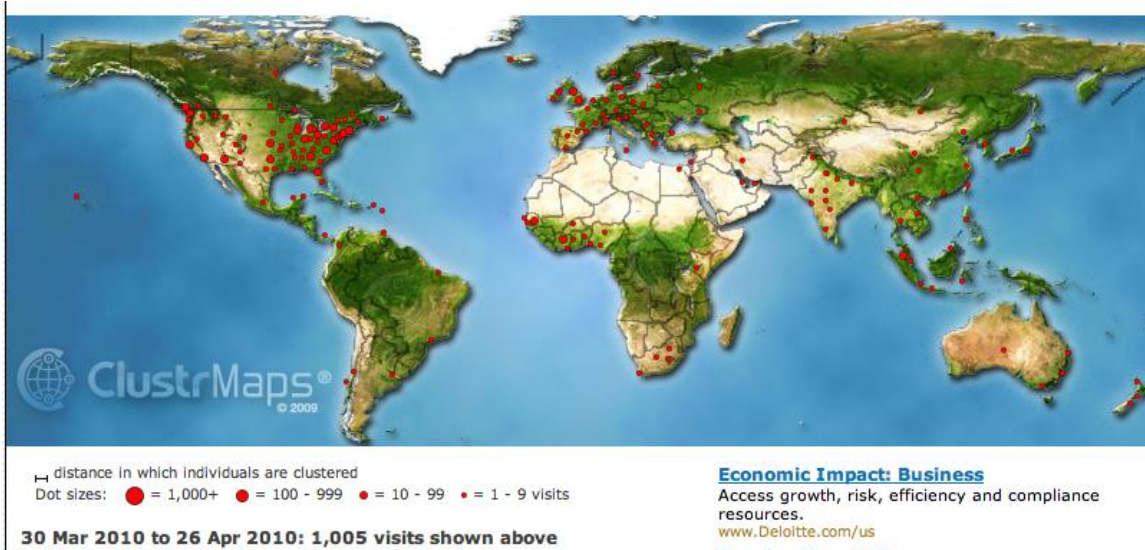 ClustrMaps®
© 2009
distance in which individuals are clustered
Dot sizes: = 1,000+ = 100 - 999 = 10 - 99 = 1 - 9 visits
30 Mar 2010 to 26 Apr 2010: 1,005 visits shown above
Economic Impact: Business
Access growth, risk, efficiency and compliance
resources.
www.Deloitte.com/us